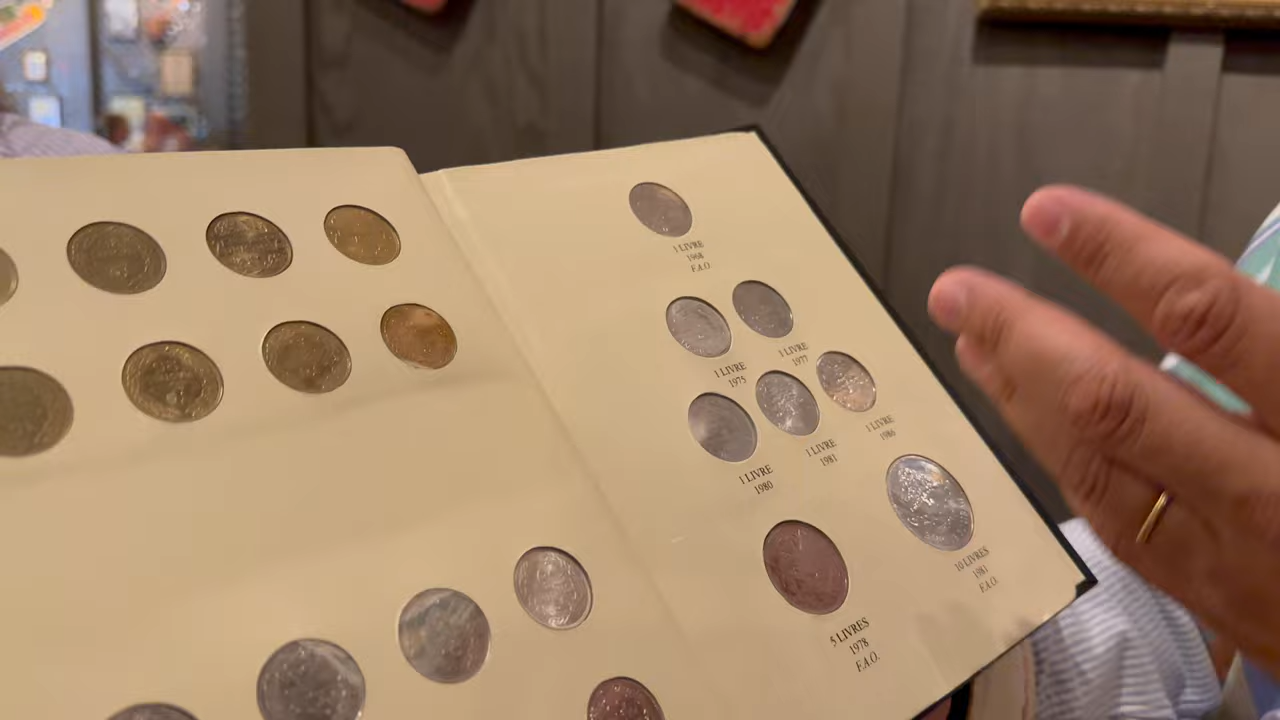 1 LIVRE
1968
F.A.O.
1 LIVRE
1975
1 LIVRE
1977
1 LIVRE
1980
1 LIVRE
1981
1 LIVRE
1986
5 LIVRES
1978
F.A.O.
10 LIVRES
1981
F.A.O.